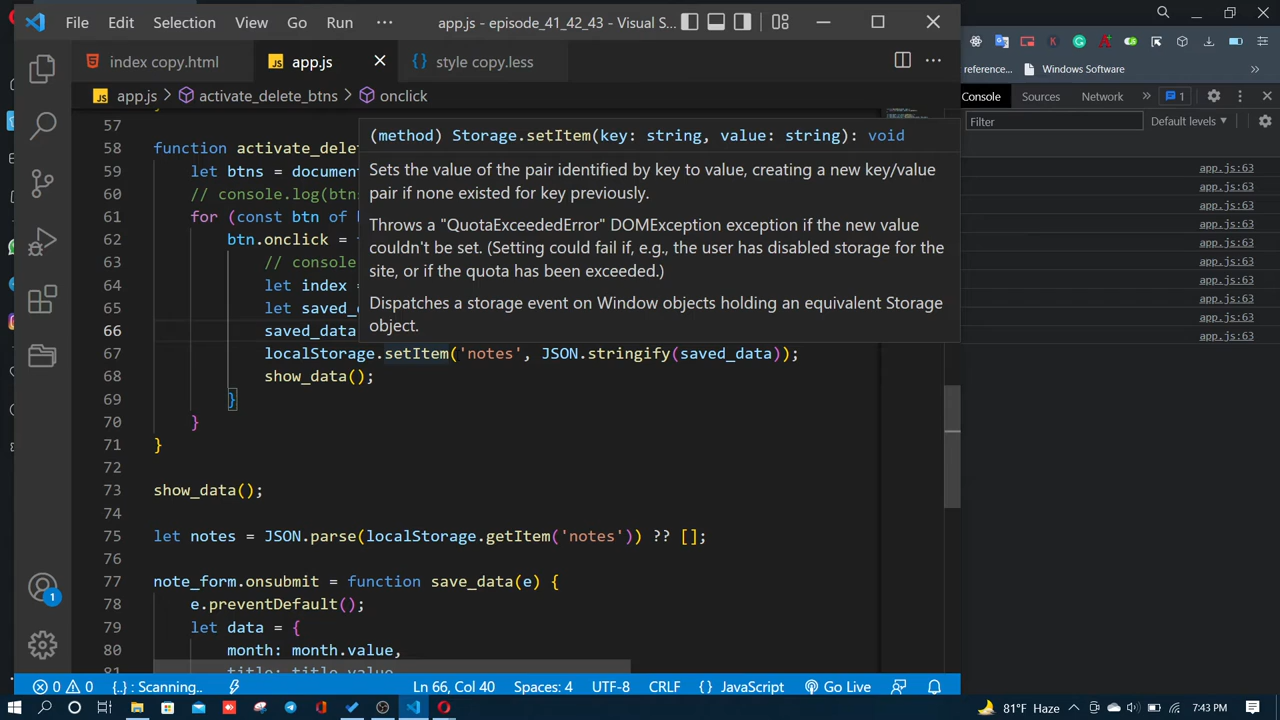 File Edit Selection View Go Run ··· app.js - episode_41_42_43 - Visual S...
index copy.html app.js style copy.less
app.js > activate_delete_btns > onclick
57
58 function activate_dele
59 let btns = documen
60 // console.log(btn
61 for (const btn of
62 btn.onclick =
63 // console
64 let index =
65 let saved_
66 saved_data
67 localStorage.setItem('notes', JSON.stringify(saved_data));
68 show_data();
69 }
70 }
71 }
72
73 show_data();
74
75 let notes = JSON.parse(localStorage.getItem('notes')) ?? [];
76
77 note_form.onsubmit = function save_data(e) {
78 e.preventDefault();
79 let data = {
80 month: month.value,
81 title: title.value
(method) Storage.setItem(key: string, value: string): void
Sets the value of the pair identified by key to value, creating a new key/value
pair if none existed for key previously.
Throws a "QuotaExceededError" DOMException exception if the new value
couldn't be set. (Setting could fail if, e.g., the user has disabled storage for the
site, or if the quota has been exceeded.)
Dispatches a storage event on Window objects holding an equivalent Storage
object.
1
0 0 {..} : Scanning.. Ln 66, Col 40 Spaces: 4 UTF-8 CRLF { } JavaScript Go Live
reference... Windows Software
Console Sources Network » 1
Filter Default levels
app.js:63
app.js:63
app.js:63
app.js:63
app.js:63
app.js:63
app.js:63
app.js:63
app.js:63
app.js:63
81°F Haze 7:43 PM